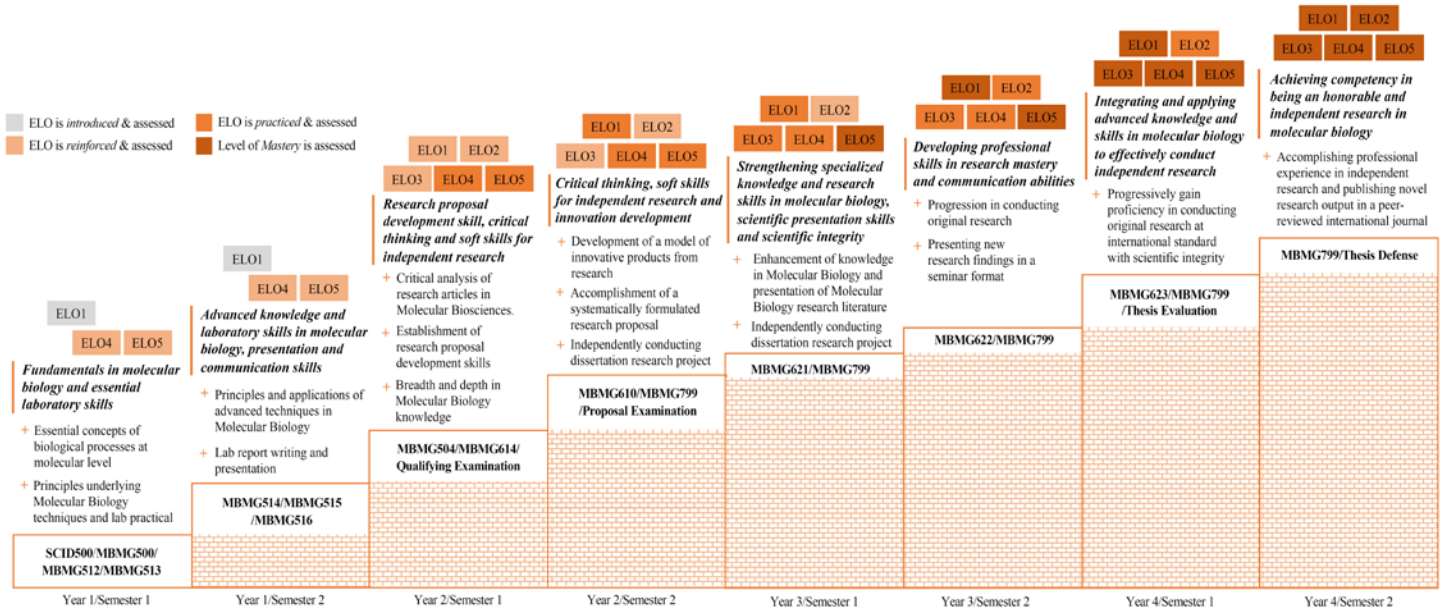 ELO is introduced & assessed
ELO is practiced & assessed
ELO is reinforced & assessed
Level of Mastery is assessed
ELO1
ELO4 ELO5
Fundamentals in molecular
biology and essential
laboratory skills
+ Essential concepts of
biological processes at
molecular level
+ Principles underlying
Molecular Biology
techniques and lab practical
SCID500/MBMG500/
MBMG512/MBMG513
Year 1/Semester 1
ELO1
ELO4 ELO5
Advanced knowledge and
laboratory skills in molecular
biology, presentation and
communication skills
+ Principles and applications of
advanced techniques in
Molecular Biology
+ Lab report writing and
presentation
MBMG514/MBMG515
/MBMG516
Year 1/Semester 2
ELO1 ELO2
ELO3 ELO4 ELO5
Research proposal
development skill, critical
thinking and soft skills for
independent research
+ Critical analysis of
research articles in
Molecular Biosciences.
+ Establishment of
research proposal
development skills
+ Breadth and depth in
Molecular Biology
knowledge
MBMG504/MBMG614/
Qualifying Examination
Year 2/Semester 1
ELO1 ELO2
ELO3 ELO4 ELO5
Critical thinking, soft skills
for independent research and
innovation development
+ Development of a model of
innovative products from
research
+ Accomplishment of a
systematically formulated
research proposal
+ Independently conducting
dissertation research project
MBMG610/MBMG799
/Proposal Examination
Year 2/Semester 2
ELO1 ELO2
ELO3 ELO4 ELO5
Strengthening specialized
knowledge and research
skills in molecular biology,
scientific presentation skills
and scientific integrity
+ Enhancement of knowledge
in Molecular Biology and
presentation of Molecular
Biology research literature
+ Independently conducting
dissertation research project
MBMG621/MBMG799
Year 3/Semester 1
ELO1 ELO2
ELO3 ELO4 ELO5
Developing professional
skills in research mastery
and communication abilities
+ Progression in conducting
original research
+ Presenting new
research findings in a
seminar format
MBMG622/MBMG799
Year 3/Semester 2
ELO1 ELO2
ELO3 ELO4 ELO5
Integrating and applying
advanced knowledge and
skills in molecular biology
to effectively conduct
independent research
+ Progressively gain
proficiency in conducting
original research at
international standard
with scientific integrity
MBMG623/MBMG799
/Thesis Evaluation
Year 4/Semester 1
ELO1 ELO2
ELO3 ELO4 ELO5
Achieving competency in
being an honorable and
independent research in
molecular biology
+ Accomplishing professional
experience in independent
research and publishing novel
research output in a peer-
reviewed international journal
MBMG799/Thesis Defense
Year 4/Semester 2